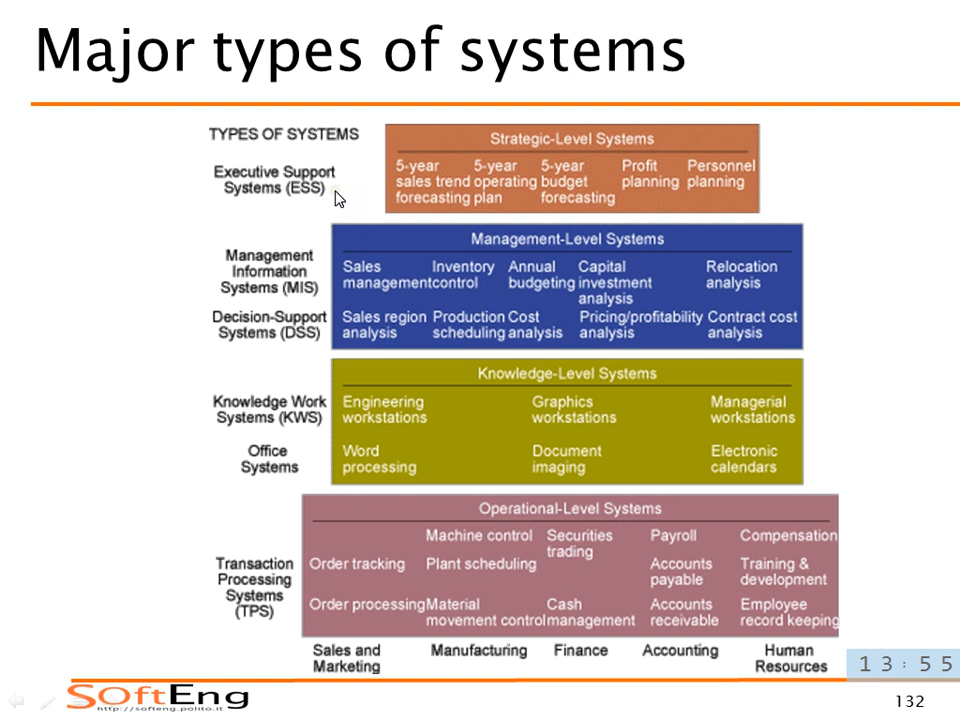 Major types of systems
TYPES OF SYSTEMS
Strategic-Level Systems
Executive Support
Systems (ESS)
5-year
sales trend
forecasting
5-year
operating
plan
5-year
budget
forecasting
Profit
planning
Personnel
planning
Management-Level Systems
Management
Information
Systems (MIS)
Sales
management
Inventory
control
Annual
budgeting
Capital
investment
analysis
Relocation
analysis
Decision-Support
Systems (DSS)
Sales region
analysis
Production
scheduling
Cost
analysis
Pricing/profitability
analysis
Contract cost
analysis
Knowledge-Level Systems
Knowledge Work
Systems (KWS)
Engineering
workstations
Graphics
workstations
Managerial
workstations
Office
Systems
Word
processing
Document
imaging
Electronic
calendars
Operational-Level Systems
Transaction
Processing
Systems
(TPS)
Machine control
Securities
trading
Payroll
Compensation
Order tracking
Plant scheduling
Accounts
payable
Training &
development
Order processing
Material
movement control
Cash
management
Accounts
receivable
Employee
record keeping
Sales and
Marketing
Manufacturing
Finance
Accounting
Human
Resources
13:55
SOftEng
http://softeng.polito.it
132